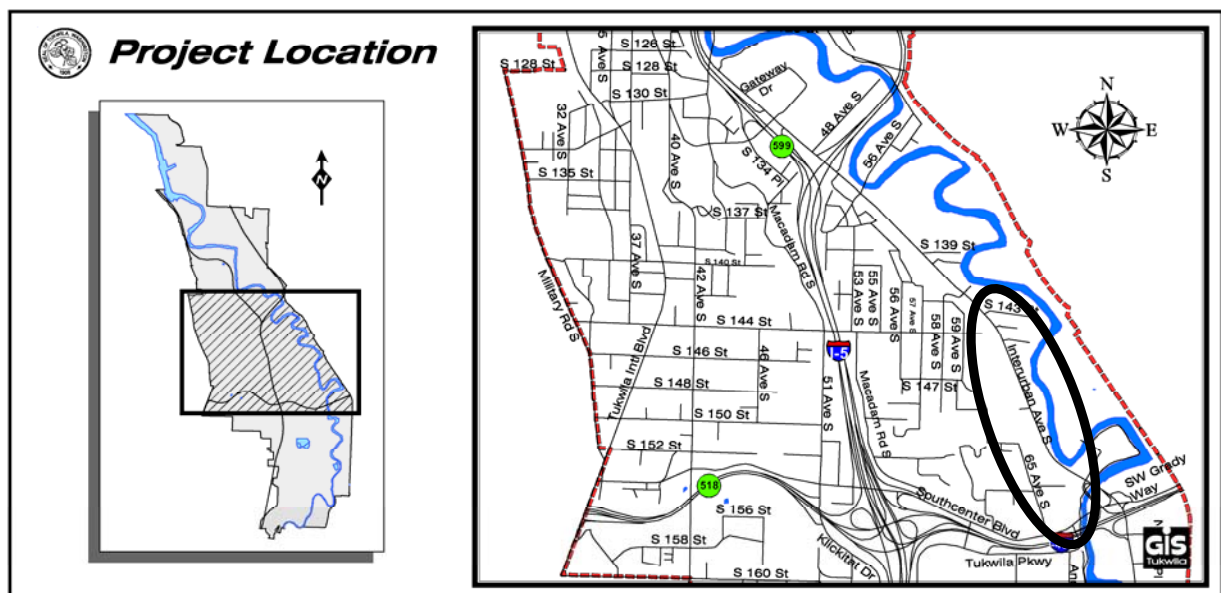 Project Location
N
S 126 St
S 128 St
S 128 St
S 130 St
Gateway Dr
48 Ave S
56 Ave S
32 Ave S
40 Ave S
S 134 Pl
599
S 135 St
S 137 St
Macadam Rd S
S 139 St
37 Ave S
S 140 St
42 Ave S
Military Rd S
53 Ave S
55 Ave S
56 Ave S
57 Ave S
58 Ave S
59 Ave S
S 143 St
S 144 St
Tukwila Intl Blvd
S 146 St
46 Ave S
I-5
Interurban Ave S
S 147 St
S 148 St
51 Ave S
Macadam Rd S
S 150 St
S 152 St
65 Ave S
SW Grady Way
518
Southcenter Blvd
S 156 St
S 158 St
Klickitat Dr
Tukwila Pkwy
S 160 St
N
W
E
S
GIS
Tukwila